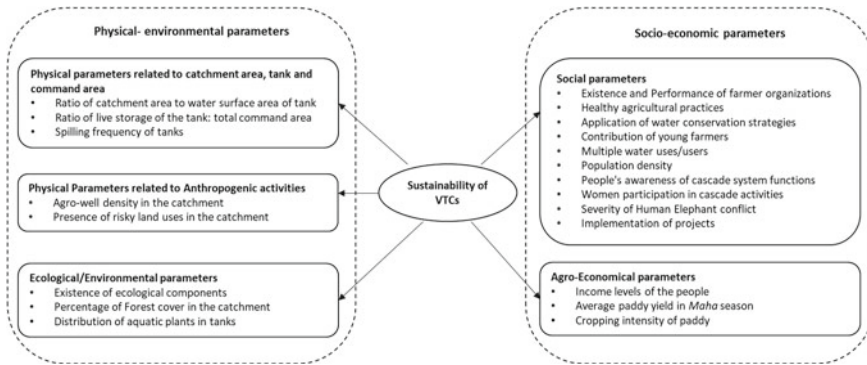 Physical- environmental parameters
Physical parameters related to catchment area, tank and
command area
• Ratio of catchment area to water surface area of tank
• Ratio of live storage of the tank: total command area
• Spilling frequency of tanks
Physical Parameters related to Anthropogenic activities
• Agro-well density in the catchment
• Presence of risky land uses in the catchment
Ecological/Environmental parameters
• Existence of ecological components
• Percentage of Forest cover in the catchment
• Distribution of aquatic plants in tanks
Sustainability of
VTCs
Socio-economic parameters
Social parameters
• Existence and Performance of farmer organizations
• Healthy agricultural practices
• Application of water conservation strategies
• Contribution of young farmers
• Multiple water uses/users
• Population density
• People's awareness of cascade system functions
• Women participation in cascade activities
• Severity of Human Elephant conflict
• Implementation of projects
Agro-Economical parameters
• Income levels of the people
• Average paddy yield in Maha season
• Cropping intensity of paddy